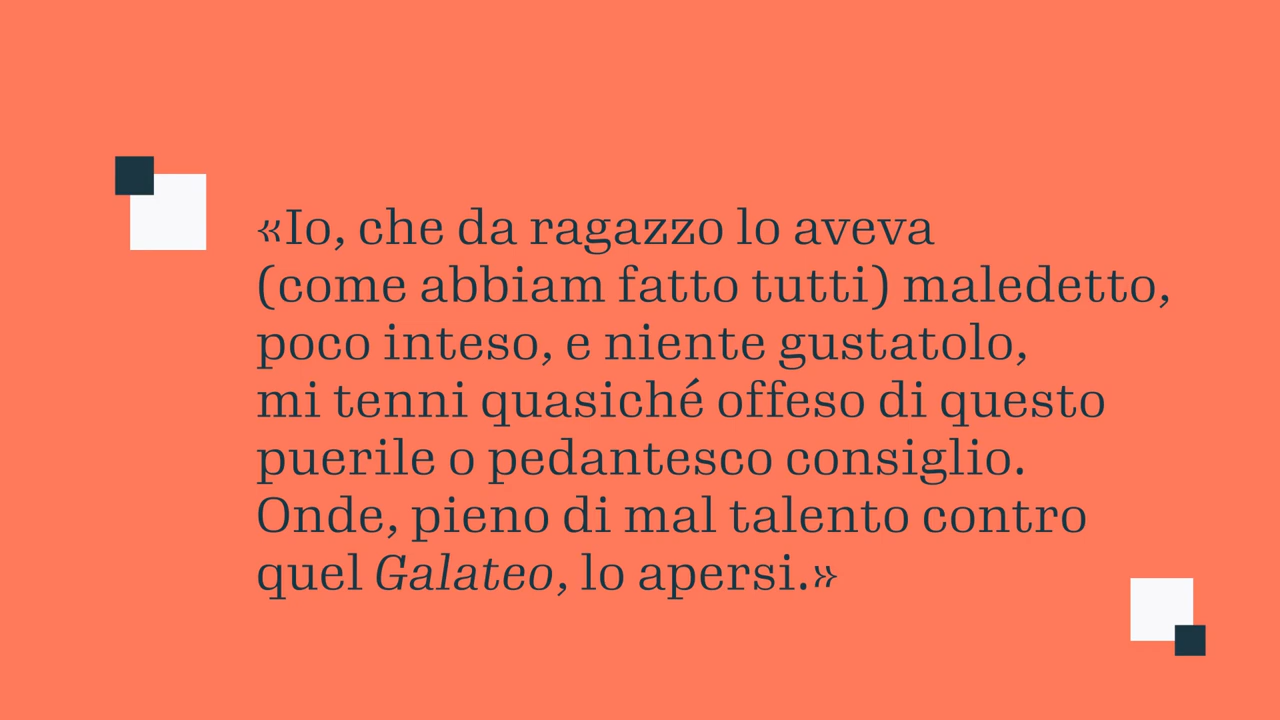 «Io, che da ragazzo lo aveva
(come abbiam fatto tutti) maledetto,
poco inteso, e niente gustatolo,
mi tenni quasiché offeso di questo
puerile o pedantesco consiglio.
Onde, pieno di mal talento contro
quel Galateo, lo apersi.»